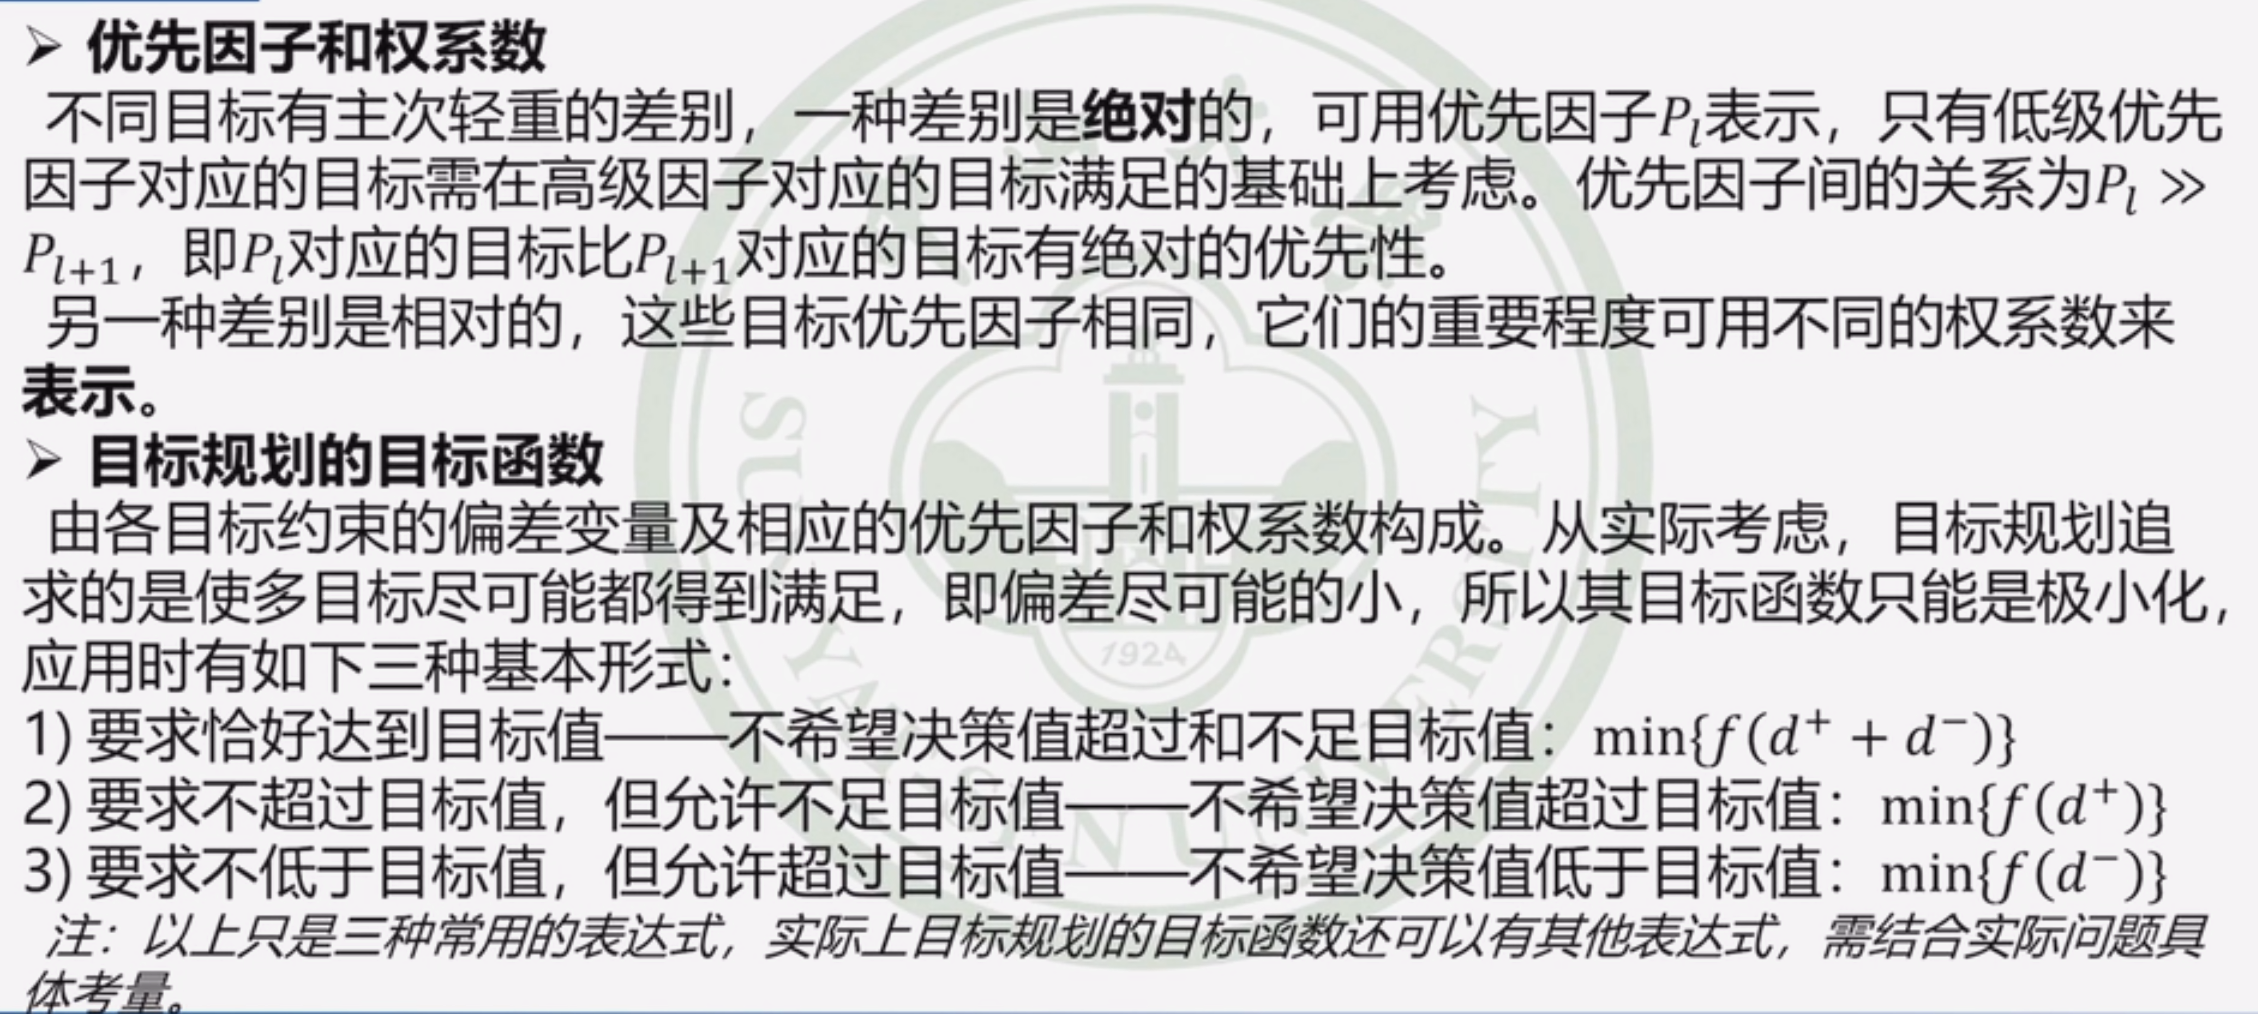 ➢ 优先因子和权系数
不同目标有主次轻重的差别，一种差别是绝对的，可用优先因子P_l表示，只有低级优先
因子对应的目标需在高级因子对应的目标满足的基础上考虑。优先因子间的关系为P_l ≫
P_{l+1}，即P_l对应的目标比P_{l+1}对应的目标有绝对的优先性。
另一种差别是相对的，这些目标优先因子相同，它们的重要程度可用不同的权系数来
表示。
➢ 目标规划的目标函数
由各目标约束的偏差变量及相应的优先因子和权系数构成。从实际考虑，目标规划追
求的是使多目标尽可能都得到满足，即偏差尽可能的小，所以其目标函数只能是极小化，
应用时有如下三种基本形式：
1) 要求恰好达到目标值——不希望决策值超过和不足目标值：min{f(d⁺ + d⁻)}
2) 要求不超过目标值，但允许不足目标值——不希望决策值超过目标值：min{f(d⁺)}
3) 要求不低于目标值，但允许超过目标值——不希望决策值低于目标值：min{f(d⁻)}
注：以上只是三种常用的表达式，实际上目标规划的目标函数还可以有其他表达式，需结合实际问题具
体考量。
1924
SUN YAT-SEN UNIVERSITY